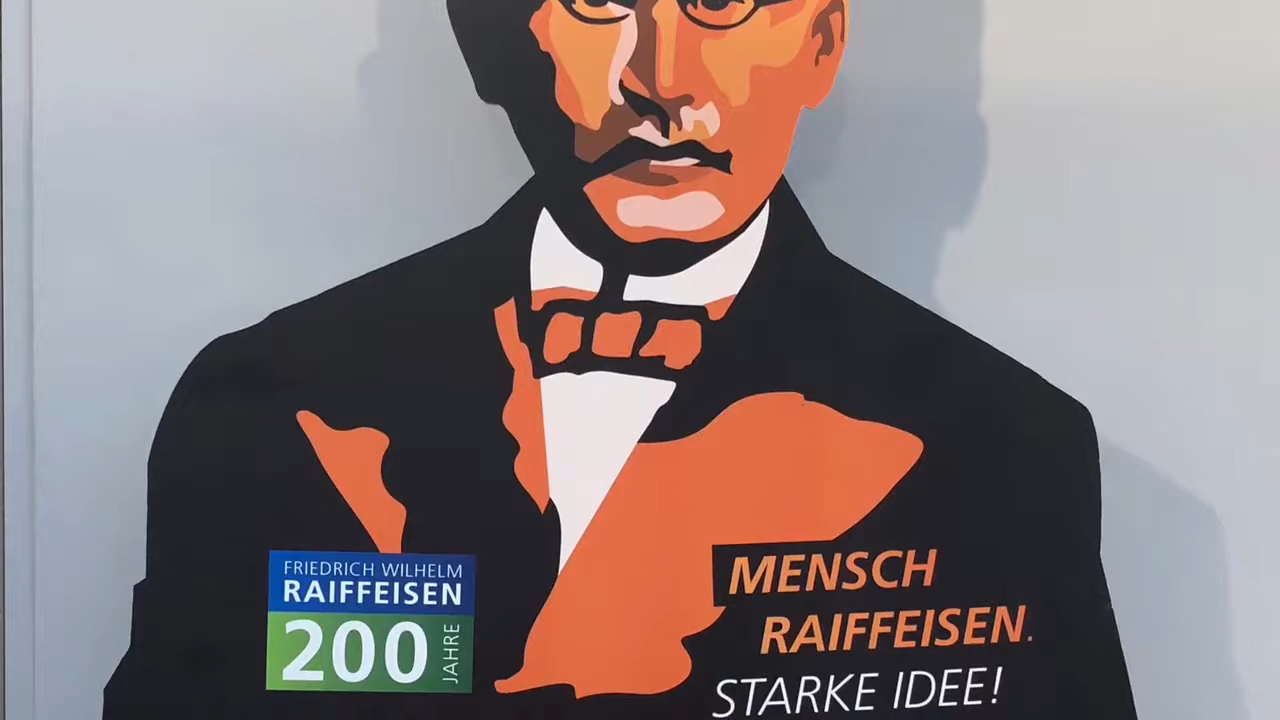 FRIEDRICH WILHELM
RAIFFEISEN
200
JAHRE
MENSCH
RAIFFEISEN.
STARKE IDEE!